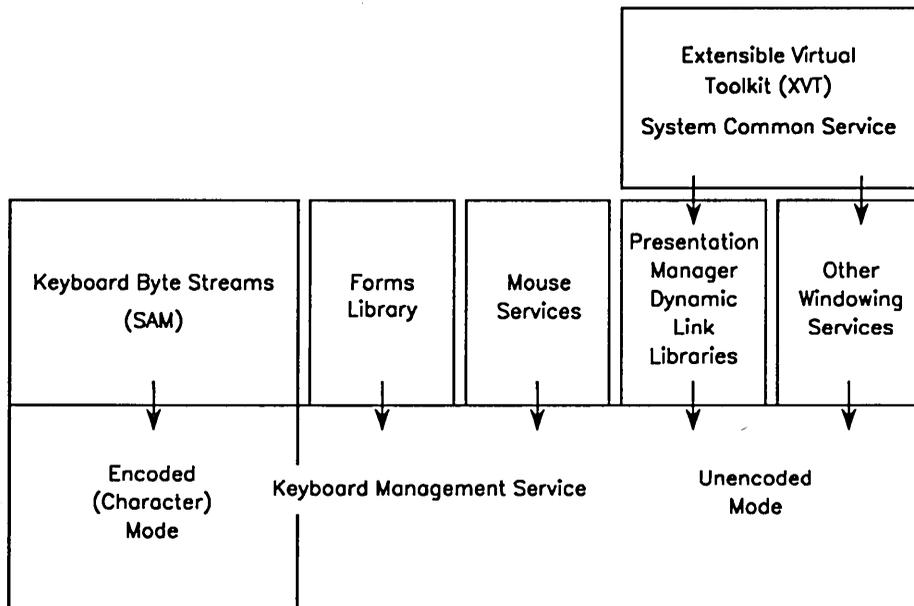 Extensible Virtual
Toolkit (XVT)
System Common Service
Keyboard Byte Streams
(SAM)
Forms
Library
Mouse
Services
Presentation
Manager
Dynamic
Link
Libraries
Other
Windowing
Services
Encoded
(Character)
Mode
Keyboard Management Service
Unencoded
Mode